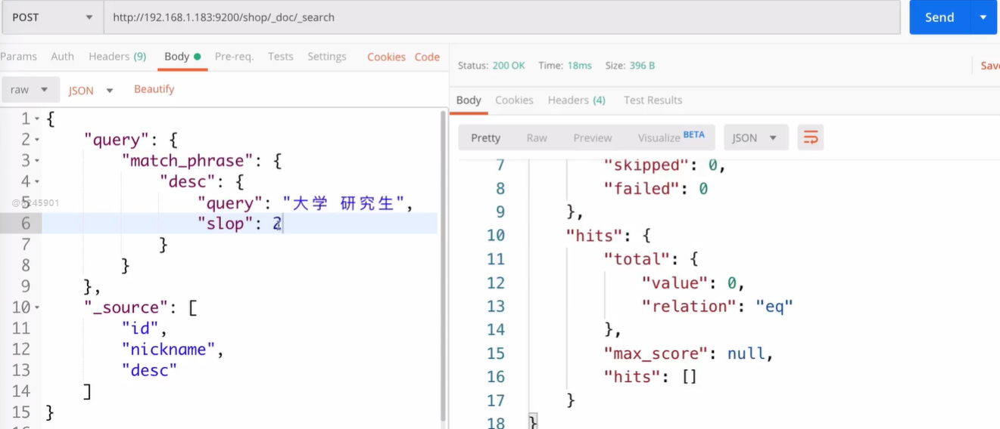 POST http://192.168.1.183:9200/shop/_doc/_search Send
Params Auth Headers (9) Body Pre-req. Tests Settings Cookies Code
raw JSON Beautify
1 {
2 "query": {
3 "match_phrase": {
4 "desc": {
5 "query": "大学 研究生",
6 "slop": 2
7 }
8 }
9 },
10 "_source": [
11 "id",
12 "nickname",
13 "desc"
14 ]
15 }
Status: 200 OK Time: 18ms Size: 396 B Save
Body Cookies Headers (4) Test Results
Pretty Raw Preview Visualize BETA JSON
7 "skipped": 0,
8 "failed": 0
9 },
10 "hits": {
11 "total": {
12 "value": 0,
13 "relation": "eq"
14 },
15 "max_score": null,
16 "hits": []
17 }
18 }